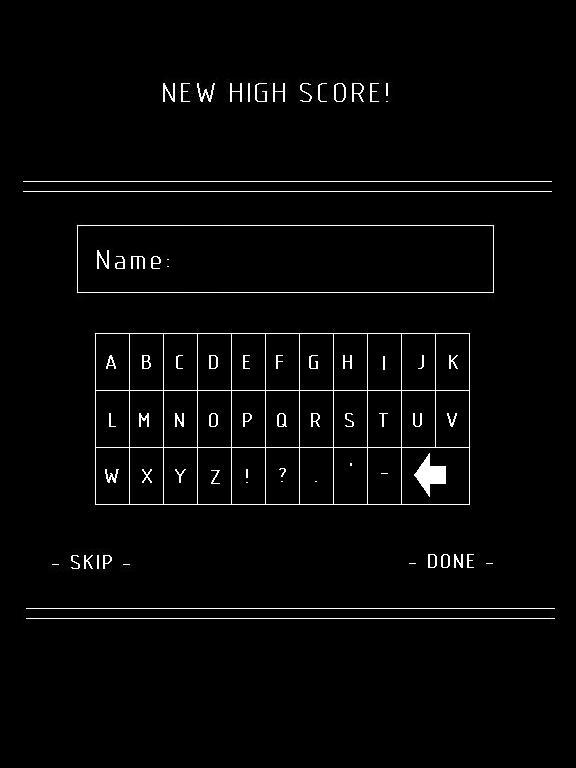 NEW HIGH SCORE!
Name:
A B C D E F G H I J K
L M N O P Q R S T U V
W X Y Z ! ? . ' -
- SKIP - - DONE -